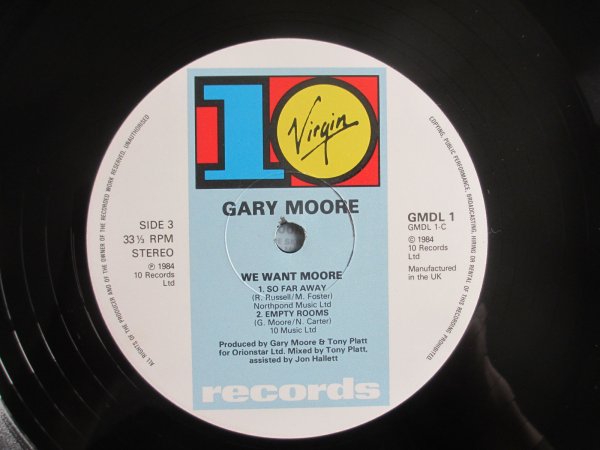 10
Virgin
GARY MOORE
SIDE 3
33⅓ RPM
STEREO
℗ 1984
10 Records
Ltd
GMDL 1
GMDL 1-C
© 1984
10 Records
Ltd
Manufactured
in the UK
WE WANT MOORE
1. SO FAR AWAY
(R. Russell/M. Foster)
Northpond Music Ltd
2. EMPTY ROOMS
(G. Moore/N. Carter)
10 Music Ltd
Produced by Gary Moore & Tony Platt
for Orionstar Ltd. Mixed by Tony Platt,
assisted by Jon Hallett
records
ALL RIGHTS OF THE PRODUCER AND OF THE OWNER OF THE RECORDED WORK RESERVED. UNAUTHORISED
COPYING, PUBLIC PERFORMANCE, BROADCASTING, HIRING OR RENTAL OF THIS RECORDING PROHIBITED.